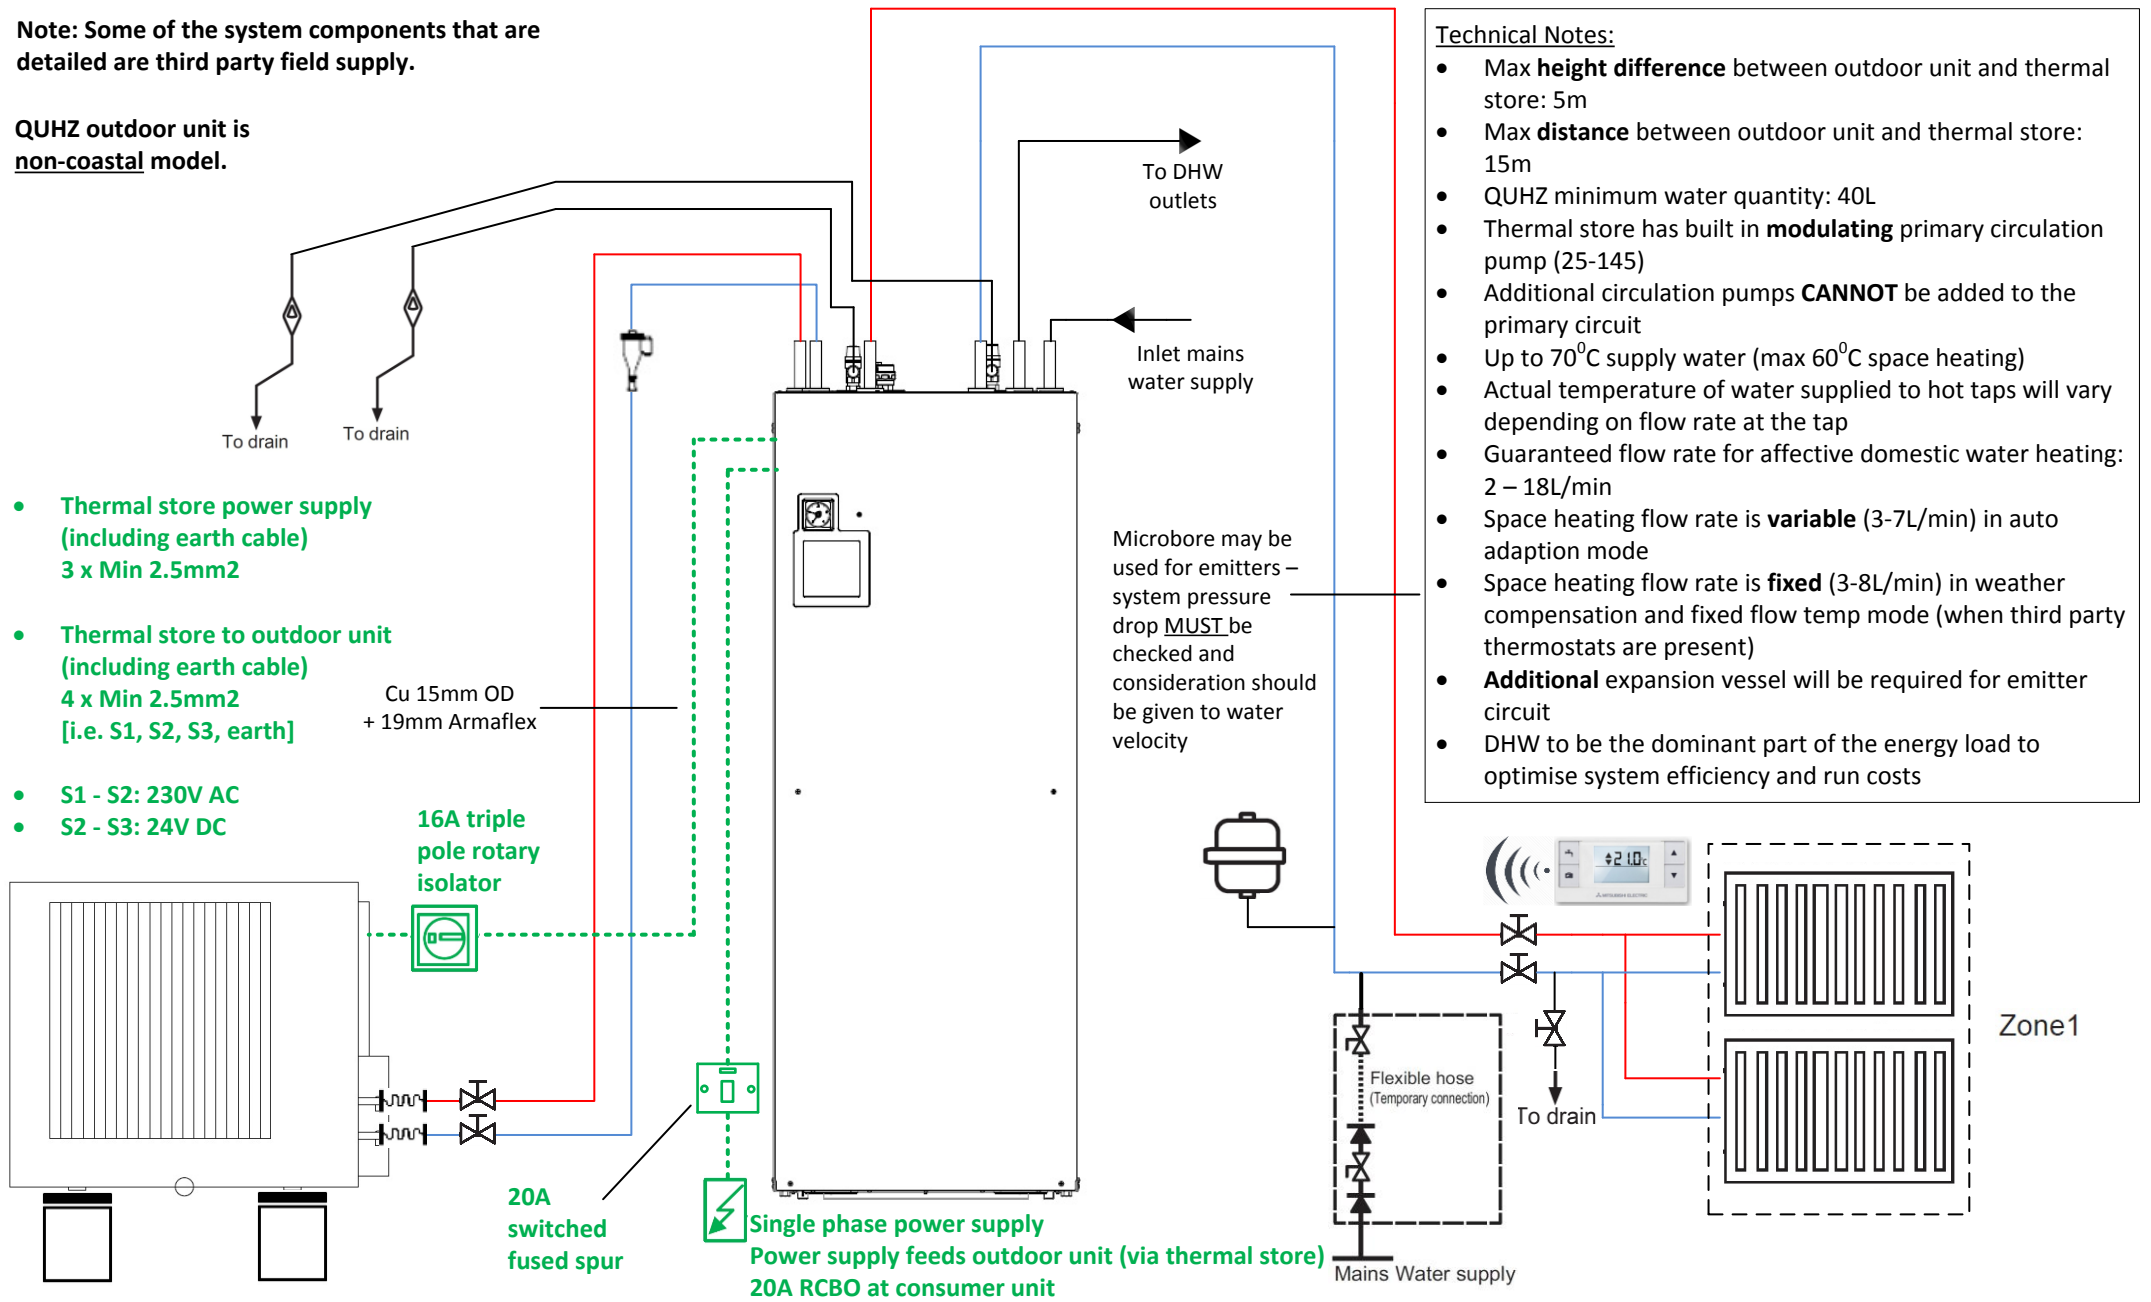 Note: Some of the system components that are
detailed are third party field supply.
QUHZ outdoor unit is
non-coastal model.
To DHW
outlets
Inlet mains
water supply
To drain
To drain
Technical Notes:
• Max height difference between outdoor unit and thermal
store: 5m
• Max distance between outdoor unit and thermal store:
15m
• QUHZ minimum water quantity: 40L
• Thermal store has built in modulating primary circulation
pump (25-145)
• Additional circulation pumps CANNOT be added to the
primary circuit
• Up to 70⁰C supply water (max 60⁰C space heating)
• Actual temperature of water supplied to hot taps will vary
depending on flow rate at the tap
• Guaranteed flow rate for affective domestic water heating:
2 – 18L/min
• Space heating flow rate is variable (3-7L/min) in auto
adaption mode
• Space heating flow rate is fixed (3-8L/min) in weather
compensation and fixed flow temp mode (when third party
thermostats are present)
• Additional expansion vessel will be required for emitter
circuit
• DHW to be the dominant part of the energy load to
optimise system efficiency and run costs
• Thermal store power supply
(including earth cable)
3 x Min 2.5mm2
• Thermal store to outdoor unit
(including earth cable)
4 x Min 2.5mm2
[i.e. S1, S2, S3, earth]
• S1 - S2: 230V AC
• S2 - S3: 24V DC
Cu 15mm OD
+ 19mm Armaflex
Microbore may be
used for emitters –
system pressure
drop MUST be
checked and
consideration should
be given to water
velocity
16A triple
pole rotary
isolator
21.0c
MITSUBISHI ELECTRIC
Zone1
Flexible hose
(Temporary connection)
To drain
Mains Water supply
20A
switched
fused spur
Single phase power supply
Power supply feeds outdoor unit (via thermal store)
20A RCBO at consumer unit